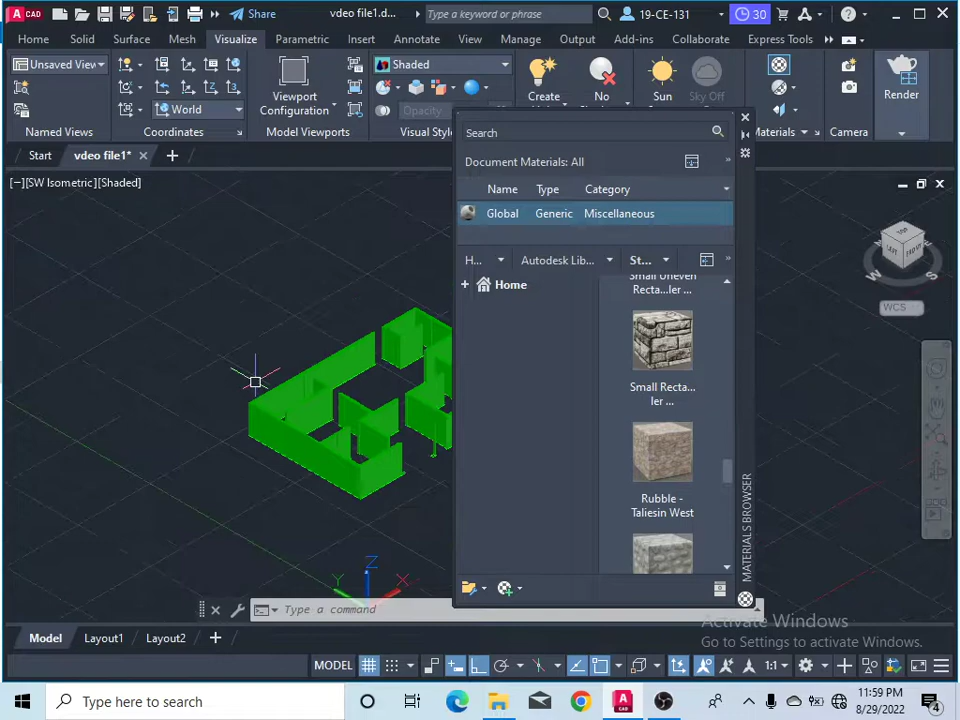 CAD
Share
vdeo file1.d...
Type a keyword or phrase
19-CE-131
30
Home Solid Surface Mesh Visualize Parametric Insert Annotate View Manage Output Add-ins Collaborate Express Tools
Unsaved View
World
Viewport
Configuration
Shaded
Opacity
Create
No
Sun
Sky Off
Render
Named Views
Coordinates
Model Viewports
Visual Style
Materials
Camera
Start
vdeo file1*
[−][SW Isometric][Shaded]
Search
Document Materials: All
Name Type Category
Global Generic Miscellaneous
H...
Autodesk Lib...
St...
Home
Small Uneven
Recta...ler ...
Small Recta...
ler ...
Rubble -
Taliesin West
MATERIALS BROWSER
TOP
W
S
WCS
Z
Y
X
Type a command
Activate Windows
Go to Settings to activate Windows.
Model
Layout1
Layout2
MODEL
1:1
Type here to search
11:59 PM
8/29/2022
4